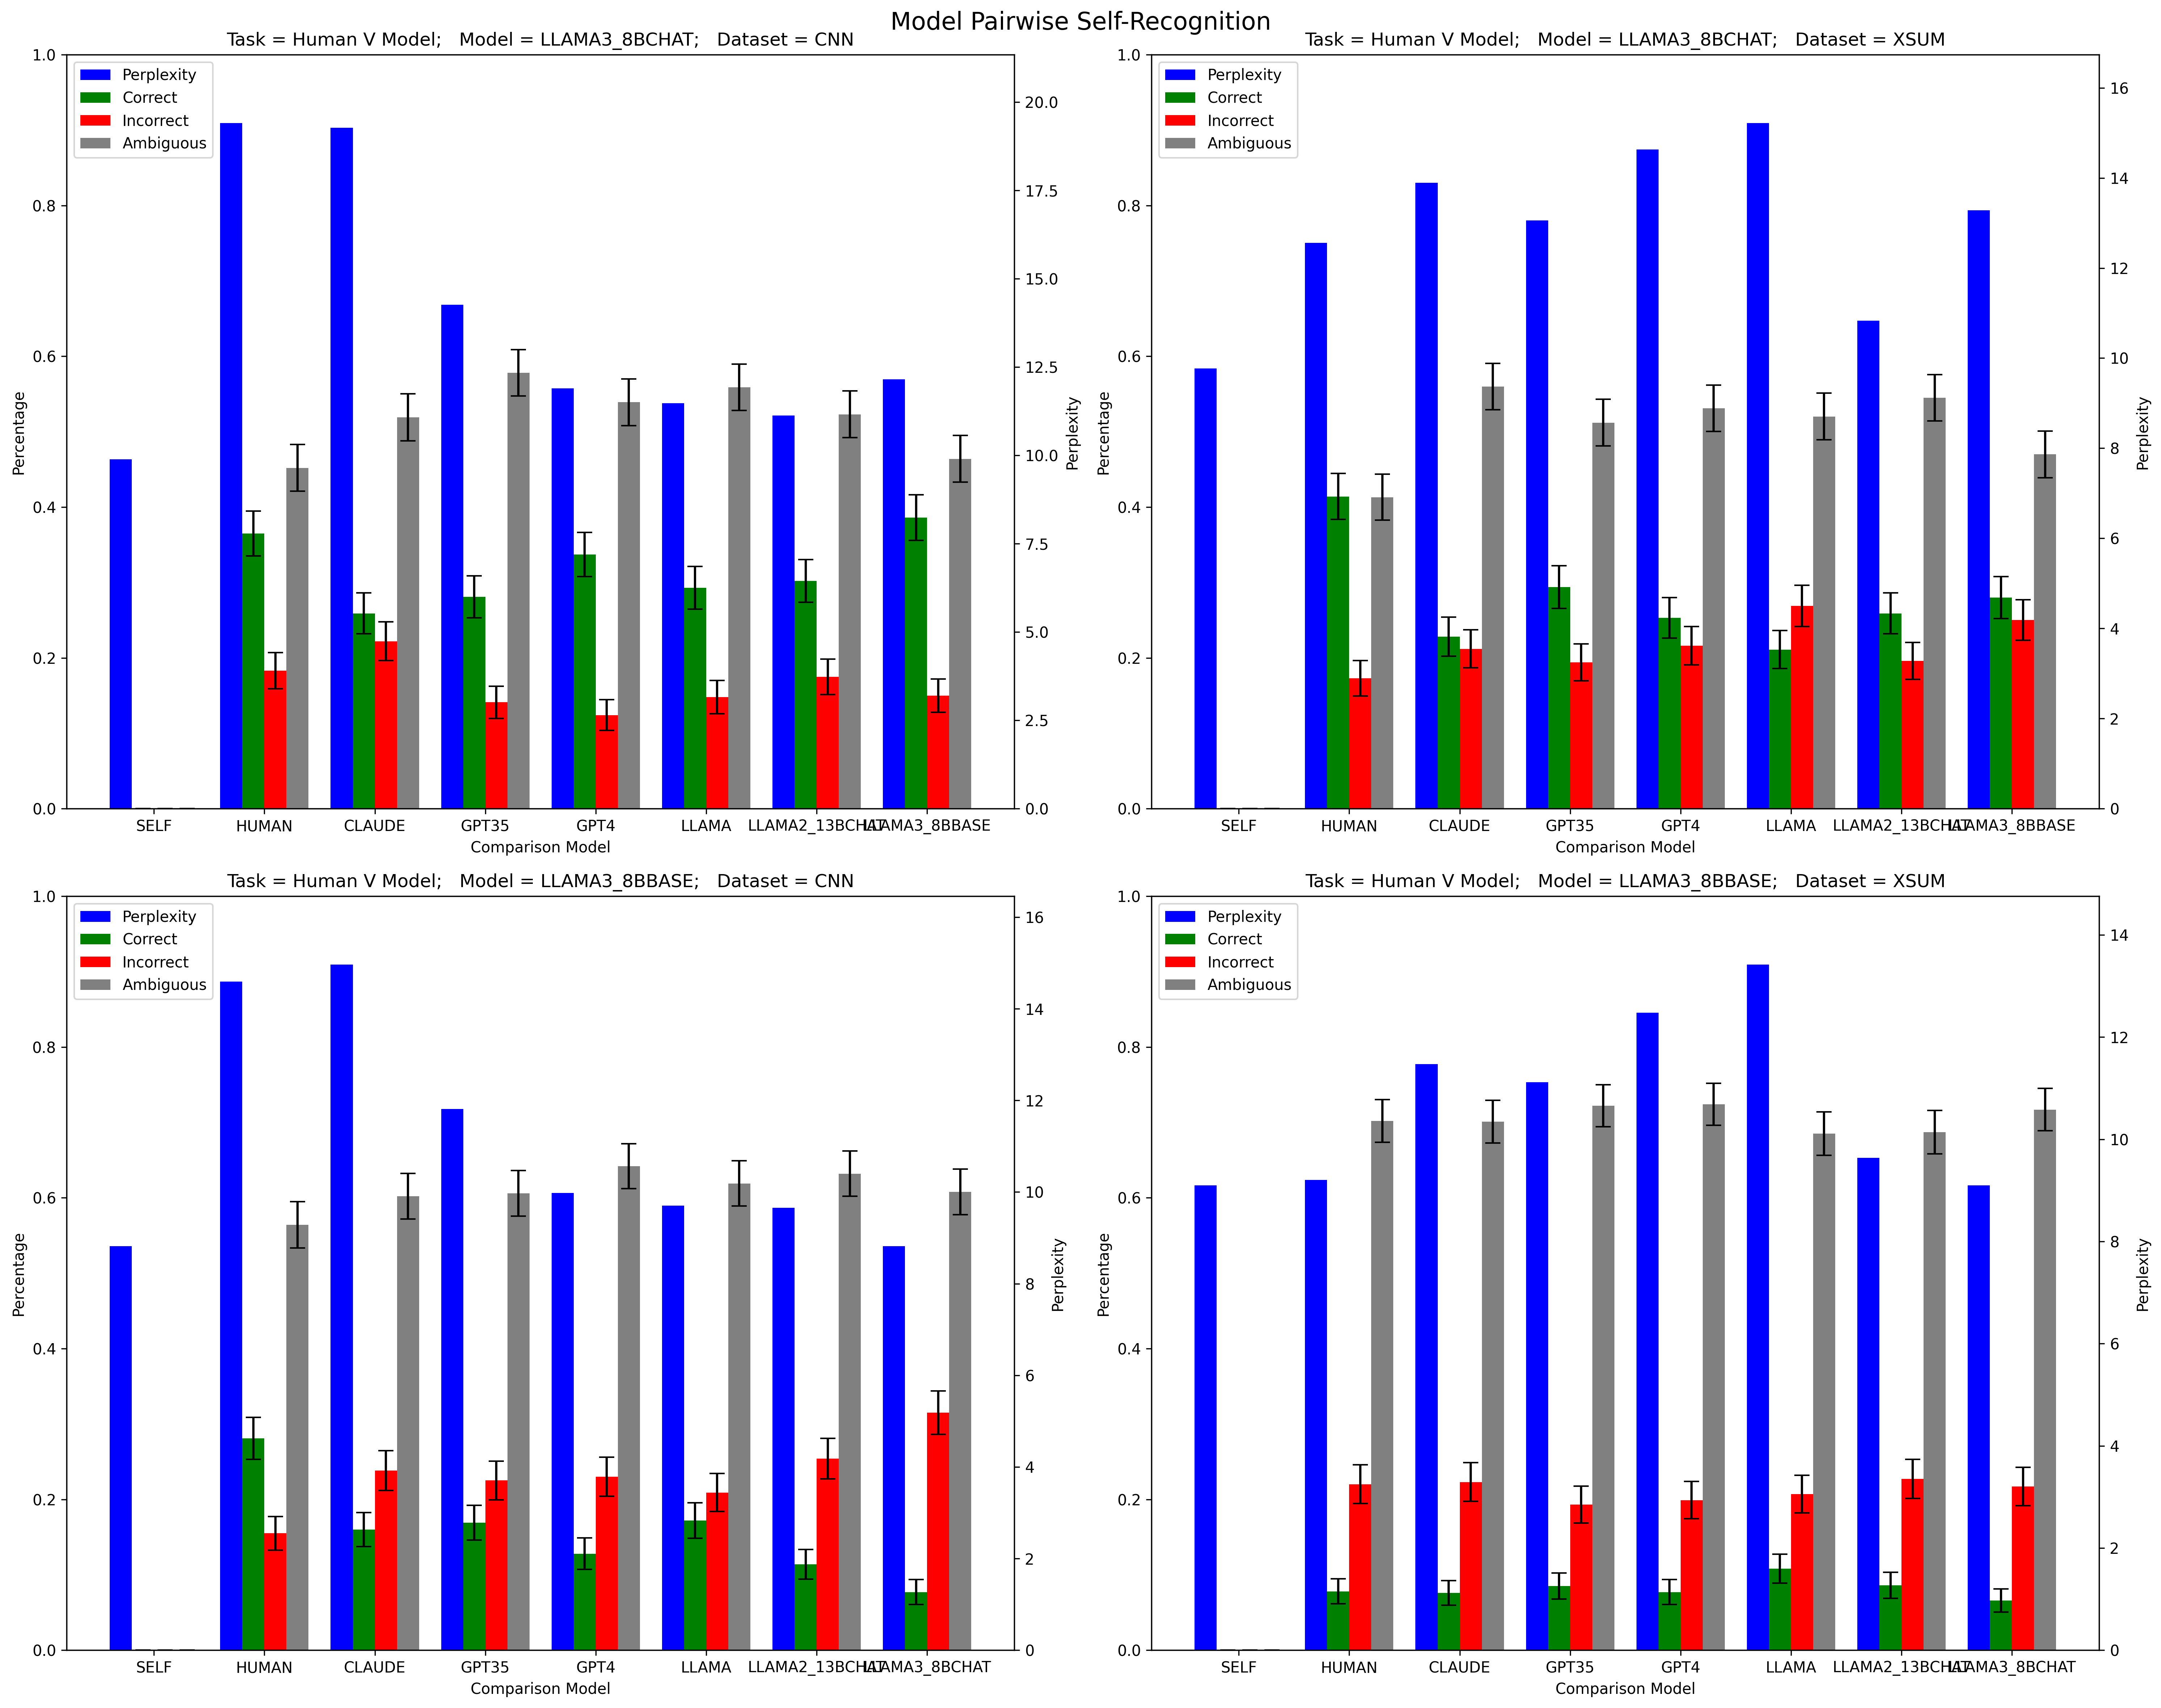 Model Pairwise Self-Recognition
Task = Human V Model;   Model = LLAMA3_8BCHAT;   Dataset = CNN
Perplexity
Correct
Incorrect
Ambiguous
1.0
0.8
0.6
0.4
0.2
0.0
Percentage
20.0
17.5
15.0
12.5
10.0
7.5
5.0
2.5
0.0
Perplexity
SELF HUMAN CLAUDE GPT35 GPT4 LLAMA LLAMA2_13BCHAT LLAMA3_8BBASE
Comparison Model
Task = Human V Model;   Model = LLAMA3_8BCHAT;   Dataset = XSUM
Perplexity
Correct
Incorrect
Ambiguous
1.0
0.8
0.6
0.4
0.2
0.0
Percentage
16
14
12
10
8
6
4
2
0
Perplexity
SELF HUMAN CLAUDE GPT35 GPT4 LLAMA LLAMA2_13BCHAT LLAMA3_8BBASE
Comparison Model
Task = Human V Model;   Model = LLAMA3_8BBASE;   Dataset = CNN
Perplexity
Correct
Incorrect
Ambiguous
1.0
0.8
0.6
0.4
0.2
0.0
Percentage
16
14
12
10
8
6
4
2
0
Perplexity
SELF HUMAN CLAUDE GPT35 GPT4 LLAMA LLAMA2_13BCHAT LLAMA3_8BCHAT
Comparison Model
Task = Human V Model;   Model = LLAMA3_8BBASE;   Dataset = XSUM
Perplexity
Correct
Incorrect
Ambiguous
1.0
0.8
0.6
0.4
0.2
0.0
Percentage
14
12
10
8
6
4
2
0
Perplexity
SELF HUMAN CLAUDE GPT35 GPT4 LLAMA LLAMA2_13BCHAT LLAMA3_8BCHAT
Comparison Model